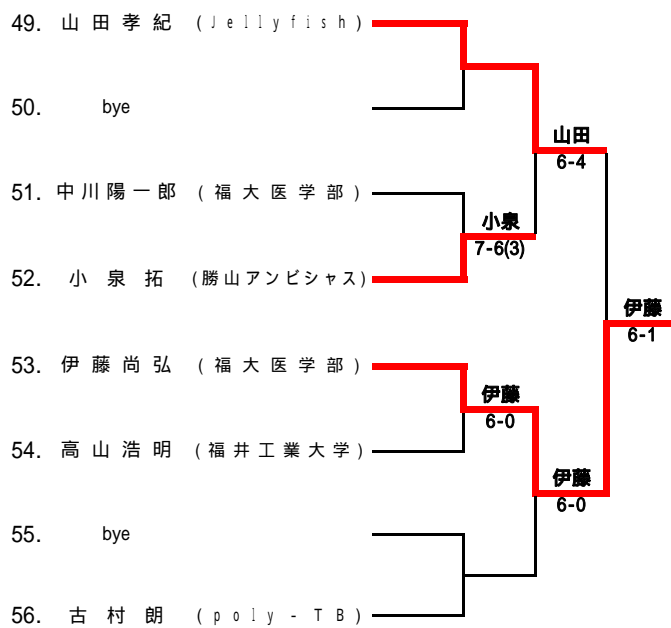 49. 山田孝紀 (Jellyfish)
50. bye
山田
6-4
51. 中川陽一郎 (福大医学部)
小泉
7-6(3)
52. 小泉拓 (勝山アンビシャス)
伊藤
6-1
53. 伊藤尚弘 (福大医学部)
伊藤
6-0
54. 高山浩明 (福井工業大学)
伊藤
6-0
55. bye
56. 古村朗 (poly-TB)